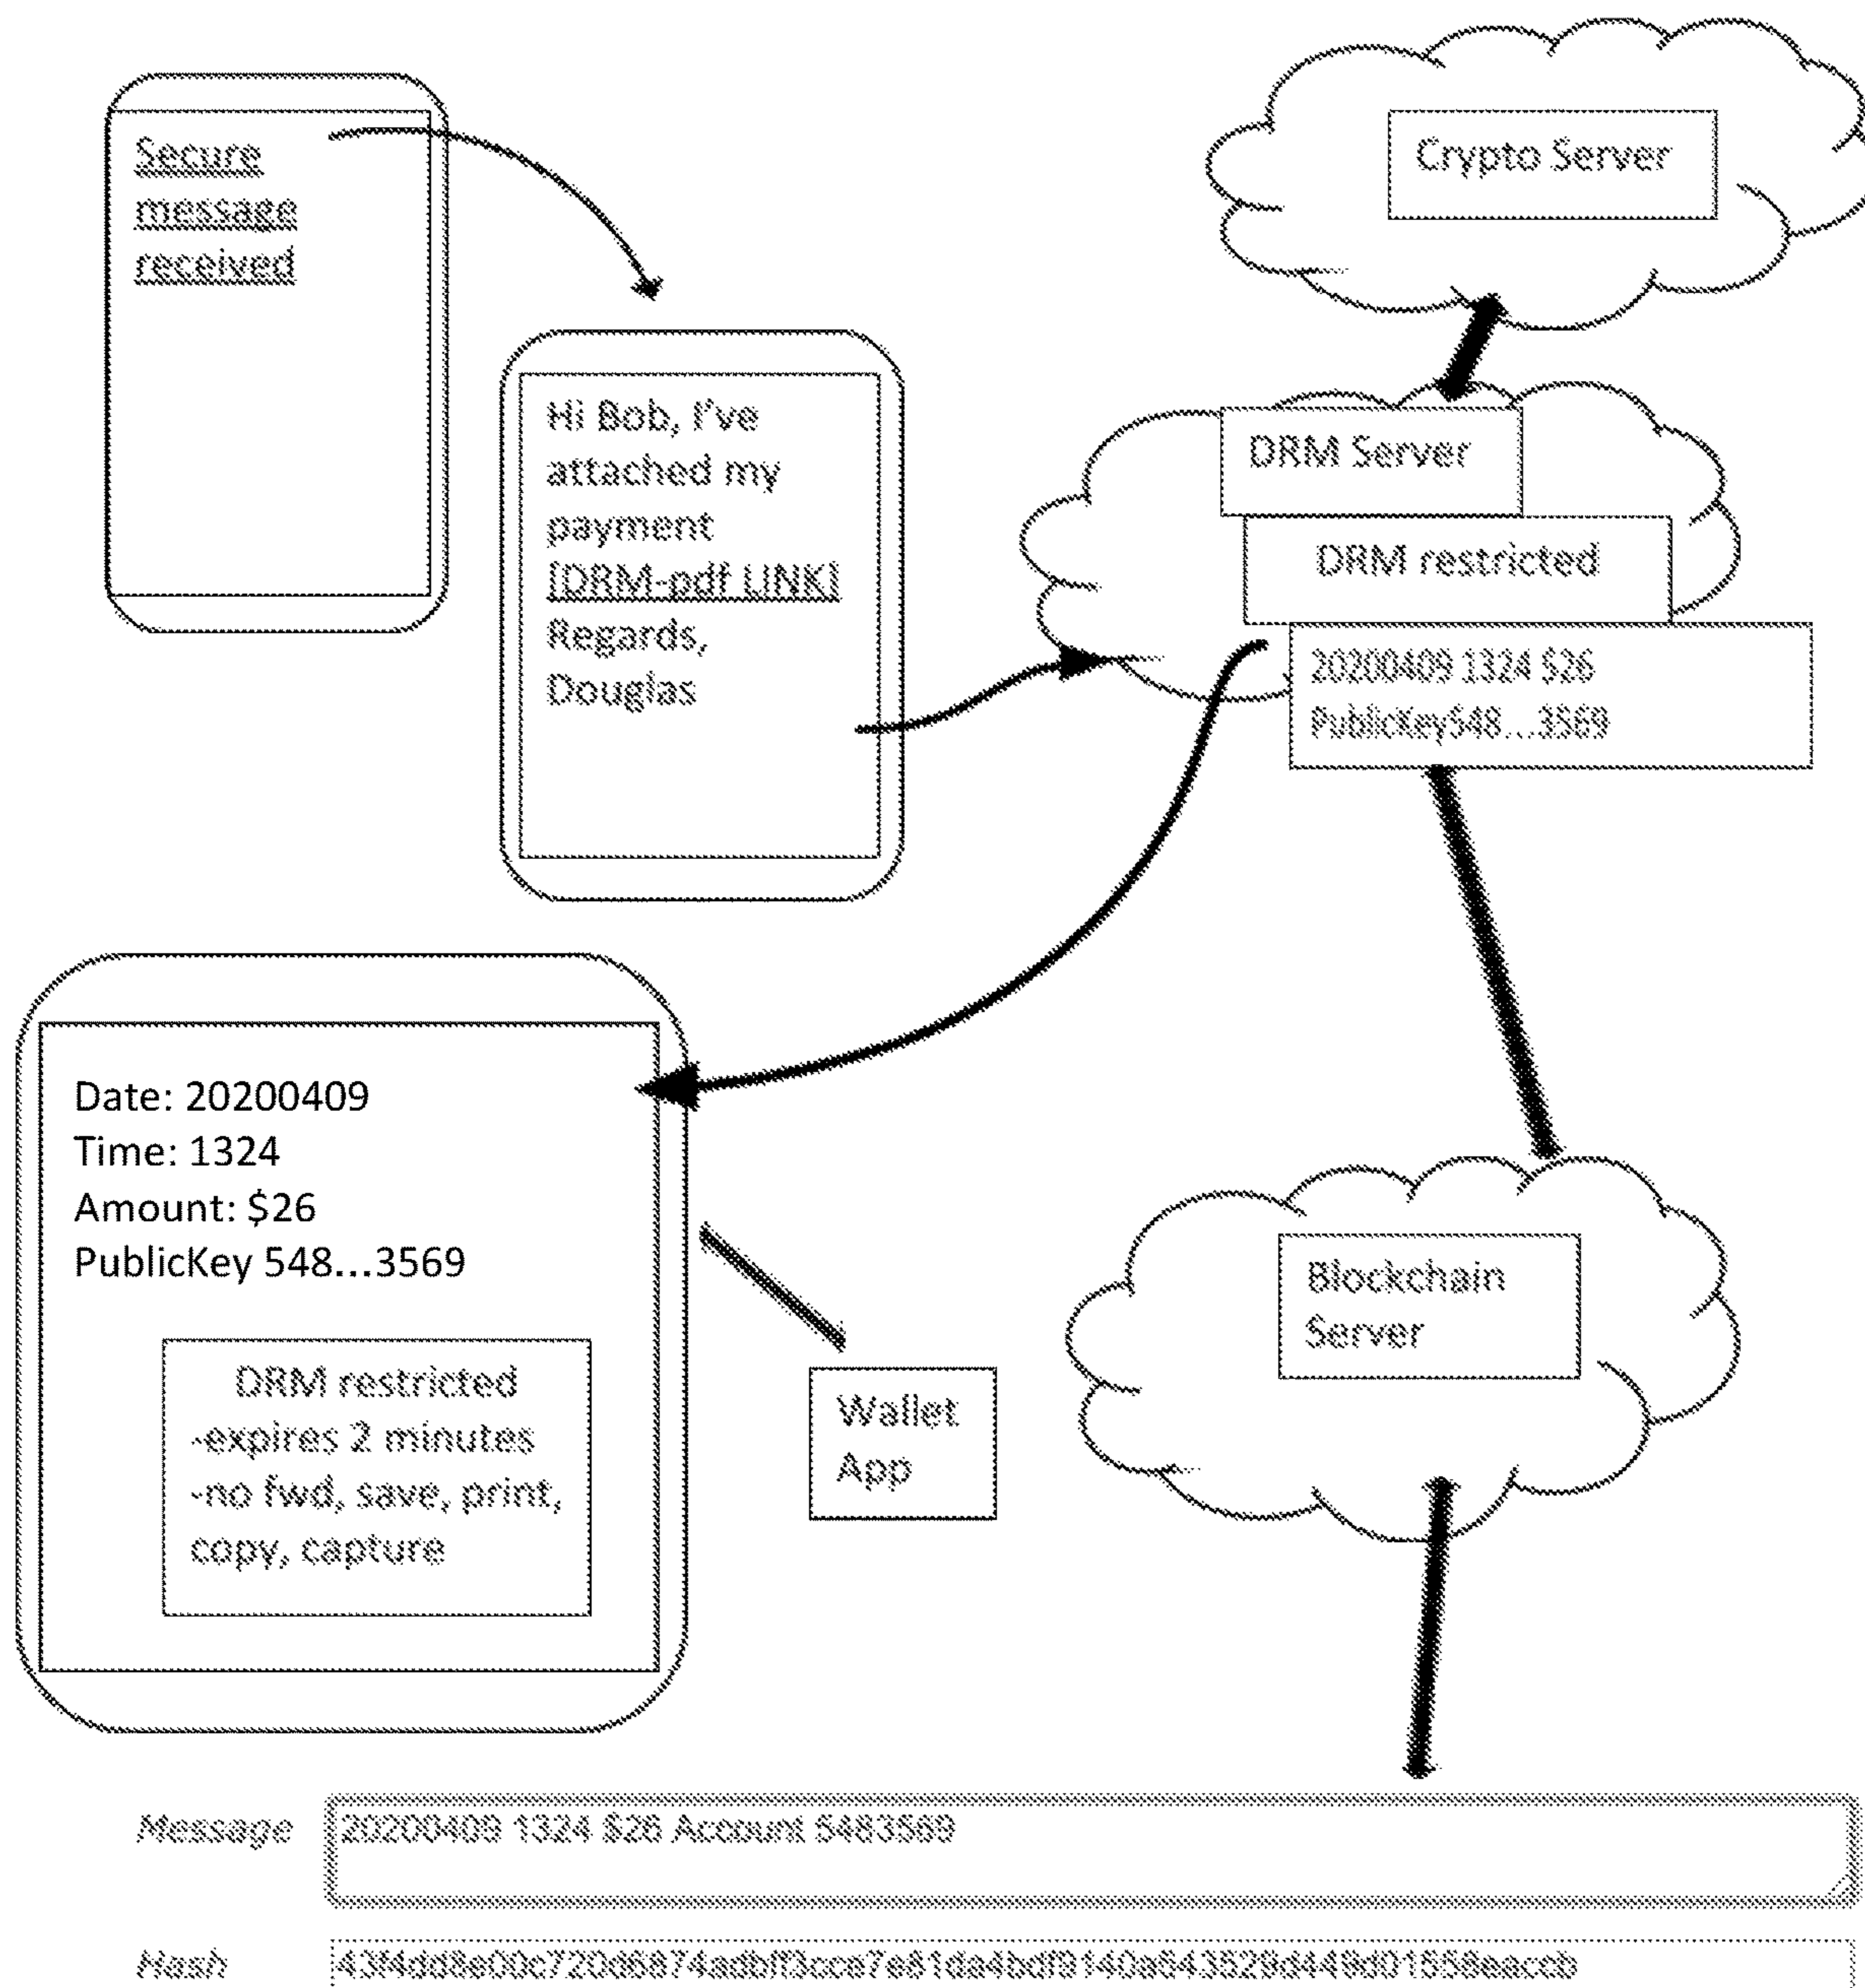 Secure
message
received
Crypto Server
Hi Bob, I've
attached my
payment
[DRM-pdf LINK]
Regards,
Douglas
DRM Server
DRM restricted
20200409 1324 $26
PublicKey548...3569
Date: 20200409
Time: 1324
Amount: $26
PublicKey 548...3569
DRM restricted
-expires 2 minutes
-no fwd, save, print,
copy, capture
Wallet
App
Blockchain
Server
Message
20200409 1324 $26 Account 5483569
Hash